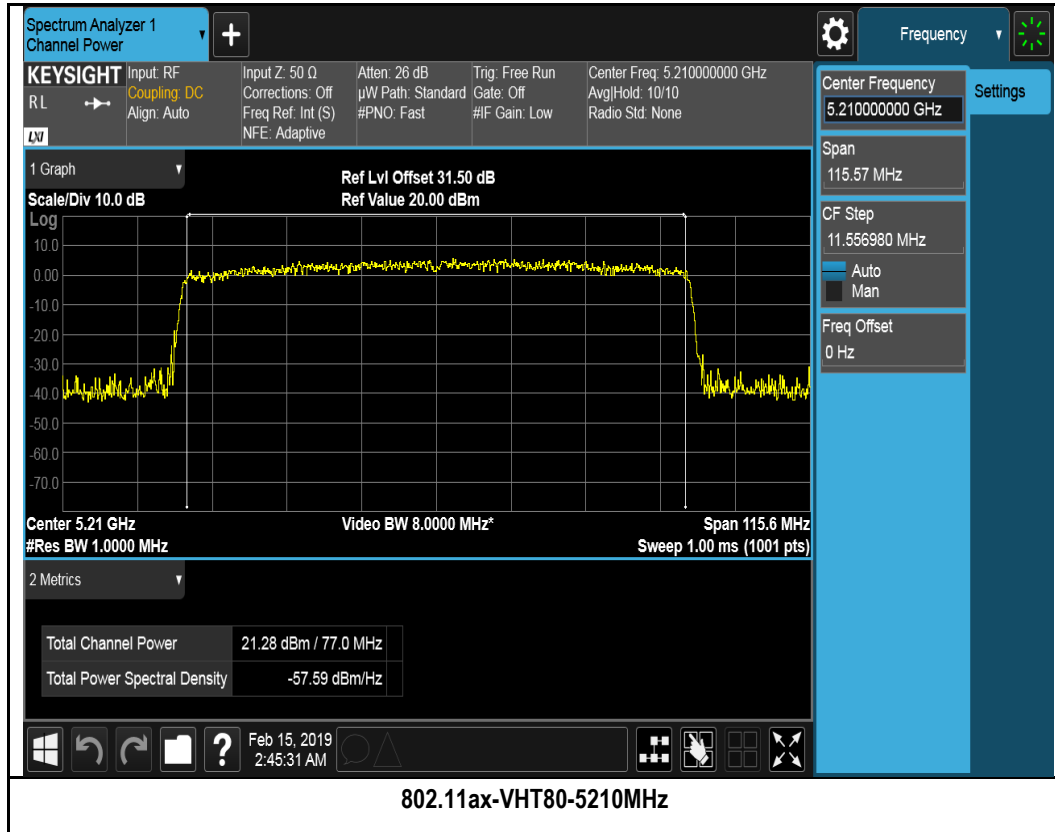 Spectrum Analyzer 1
Channel Power
Frequency
KEYSIGHT
RL
LXI
Input: RF
Coupling: DC
Align: Auto
Input Z: 50 Ω
Corrections: Off
Freq Ref: Int (S)
NFE: Adaptive
Atten: 26 dB
µW Path: Standard
#PNO: Fast
Trig: Free Run
Gate: Off
#IF Gain: Low
Center Freq: 5.210000000 GHz
Avg|Hold: 10/10
Radio Std: None
Center Frequency
5.210000000 GHz
Settings
Span
115.57 MHz
CF Step
11.556980 MHz
Auto
Man
Freq Offset
0 Hz
1 Graph
Scale/Div 10.0 dB
Ref Lvl Offset 31.50 dB
Ref Value 20.00 dBm
Log
10.0
0.00
-10.0
-20.0
-30.0
-40.0
-50.0
-60.0
-70.0
Center 5.21 GHz
Video BW 8.0000 MHz*
Span 115.6 MHz
#Res BW 1.0000 MHz
Sweep 1.00 ms (1001 pts)
2 Metrics
Total Channel Power 21.28 dBm / 77.0 MHz
Total Power Spectral Density -57.59 dBm/Hz
?
Feb 15, 2019
2:45:31 AM
802.11ax-VHT80-5210MHz